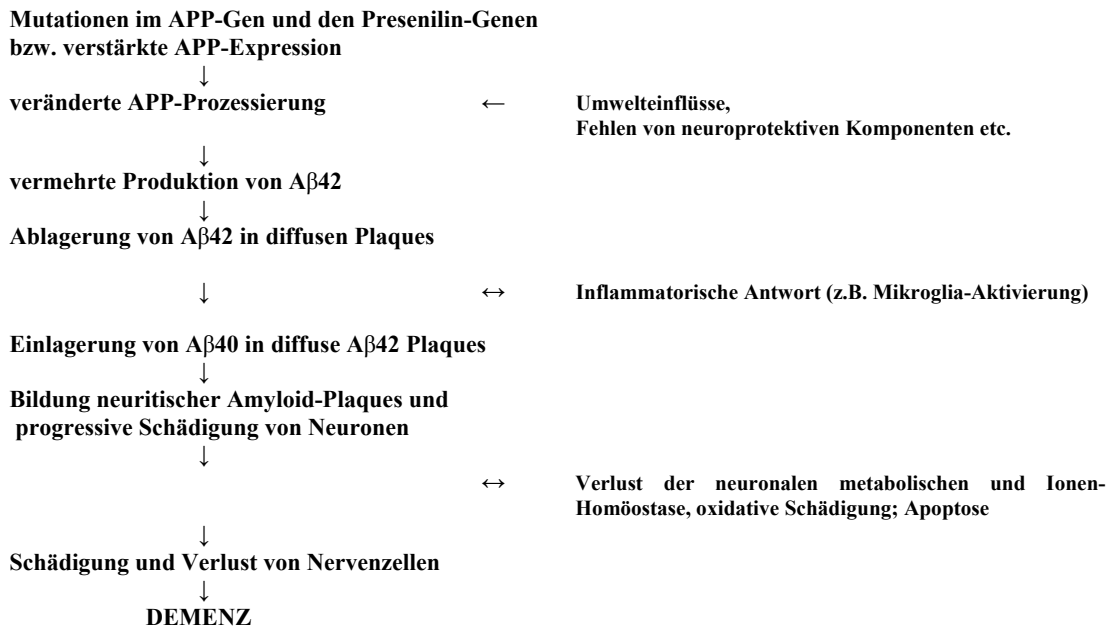 Mutationen im APP-Gen und den Presenilin-Genen
bzw. verstärkte APP-Expression
↓
veränderte APP-Prozessierung ← Umwelteinflüsse,
Fehlen von neuroprotektiven Komponenten etc.
↓
vermehrte Produktion von Aβ42
↓
Ablagerung von Aβ42 in diffusen Plaques
↓ ↔ Inflammatorische Antwort (z.B. Mikroglia-Aktivierung)
Einlagerung von Aβ40 in diffuse Aβ42 Plaques
↓
Bildung neuritischer Amyloid-Plaques und
progressive Schädigung von Neuronen
↓
↔ Verlust der neuronalen metabolischen und Ionen-
Homöostase, oxidative Schädigung; Apoptose
↓
Schädigung und Verlust von Nervenzellen
↓
DEMENZ